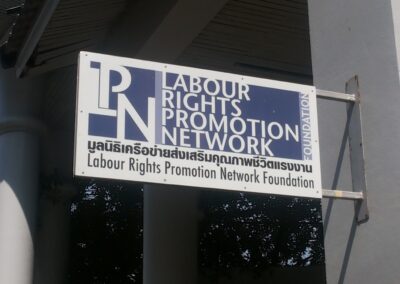 LPN
LABOUR
RIGHTS
PROMOTION
NETWORK
FOUNDATION
มูลนิธิเครือข่ายส่งเสริมคุณภาพชีวิตแรงงาน
Labour Rights Promotion Network Foundation